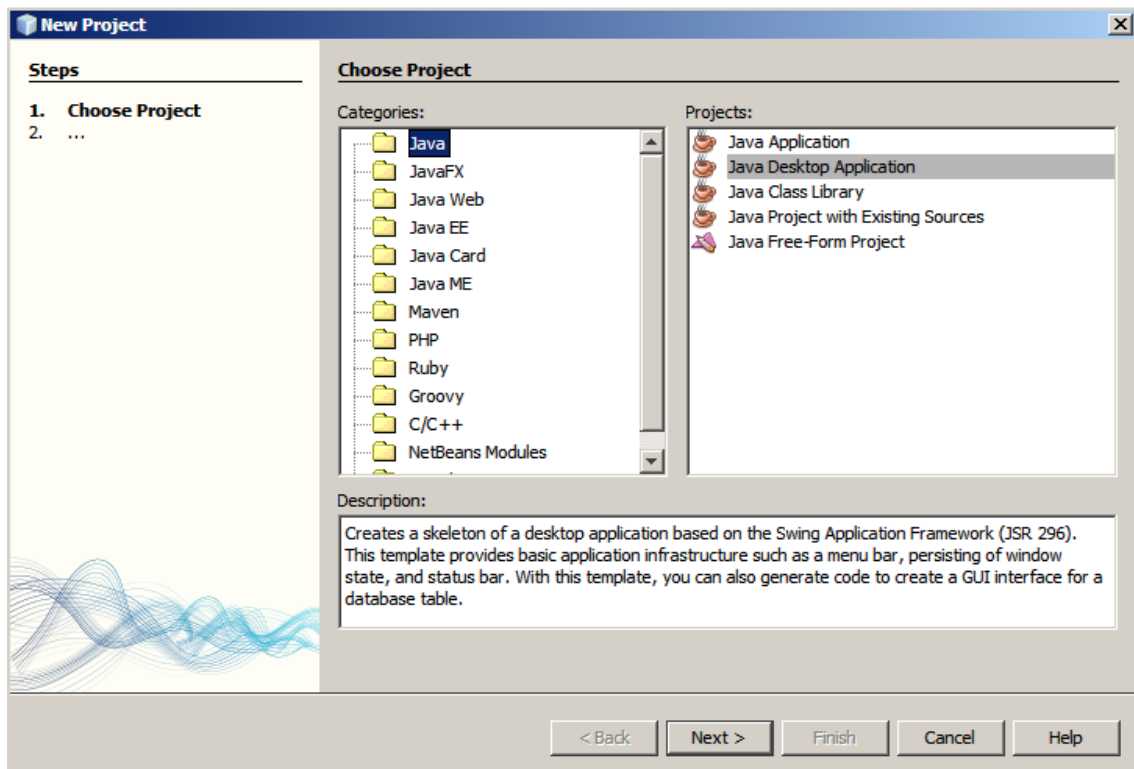 New Project
Steps
1. Choose Project
2. ...
Choose Project
Categories:
Java
JavaFX
Java Web
Java EE
Java Card
Java ME
Maven
PHP
Ruby
Groovy
C/C++
NetBeans Modules
Projects:
Java Application
Java Desktop Application
Java Class Library
Java Project with Existing Sources
Java Free-Form Project
Description:
Creates a skeleton of a desktop application based on the Swing Application Framework (JSR 296).
This template provides basic application infrastructure such as a menu bar, persisting of window
state, and status bar. With this template, you can also generate code to create a GUI interface for a
database table.
< Back
Next >
Finish
Cancel
Help